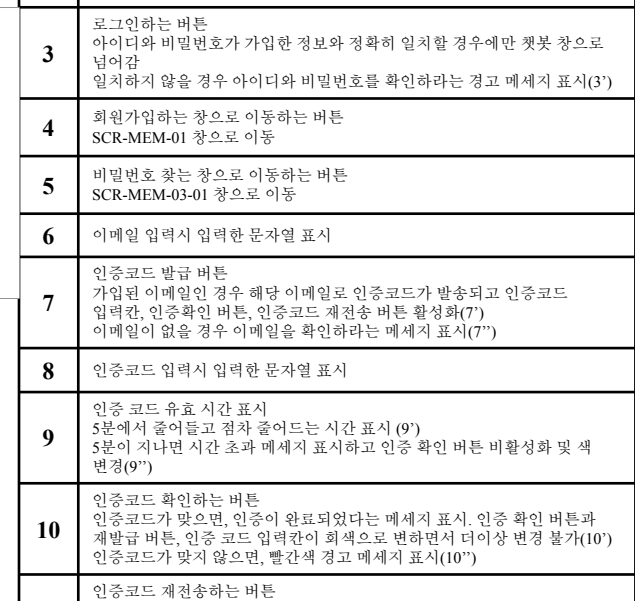 3
로그인하는 버튼
아이디와 비밀번호가 가입한 정보와 정확히 일치할 경우에만 챗봇 창으로
넘어감
일치하지 않을 경우 아이디와 비밀번호를 확인하라는 경고 메세지 표시(3’)
4
회원가입하는 창으로 이동하는 버튼
SCR-MEM-01 창으로 이동
5
비밀번호 찾는 창으로 이동하는 버튼
SCR-MEM-03-01 창으로 이동
6
이메일 입력시 입력한 문자열 표시
7
인증코드 발급 버튼
가입된 이메일인 경우 해당 이메일로 인증코드가 발송되고 인증코드
입력칸, 인증확인 버튼, 인증코드 재전송 버튼 활성화(7’)
이메일이 없을 경우 이메일을 확인하라는 메세지 표시(7’’)
8
인증코드 입력시 입력한 문자열 표시
9
인증 코드 유효 시간 표시
5분에서 줄어들고 점차 줄어드는 시간 표시 (9’)
5분이 지나면 시간 초과 메세지 표시하고 인증 확인 버튼 비활성화 및 색
변경(9’’)
10
인증코드 확인하는 버튼
인증코드가 맞으면, 인증이 완료되었다는 메세지 표시. 인증 확인 버튼과
재발급 버튼, 인증 코드 입력칸이 회색으로 변하면서 더이상 변경 불가(10’)
인증코드가 맞지 않으면, 빨간색 경고 메세지 표시(10’’)
인증코드 재전송하는 버튼